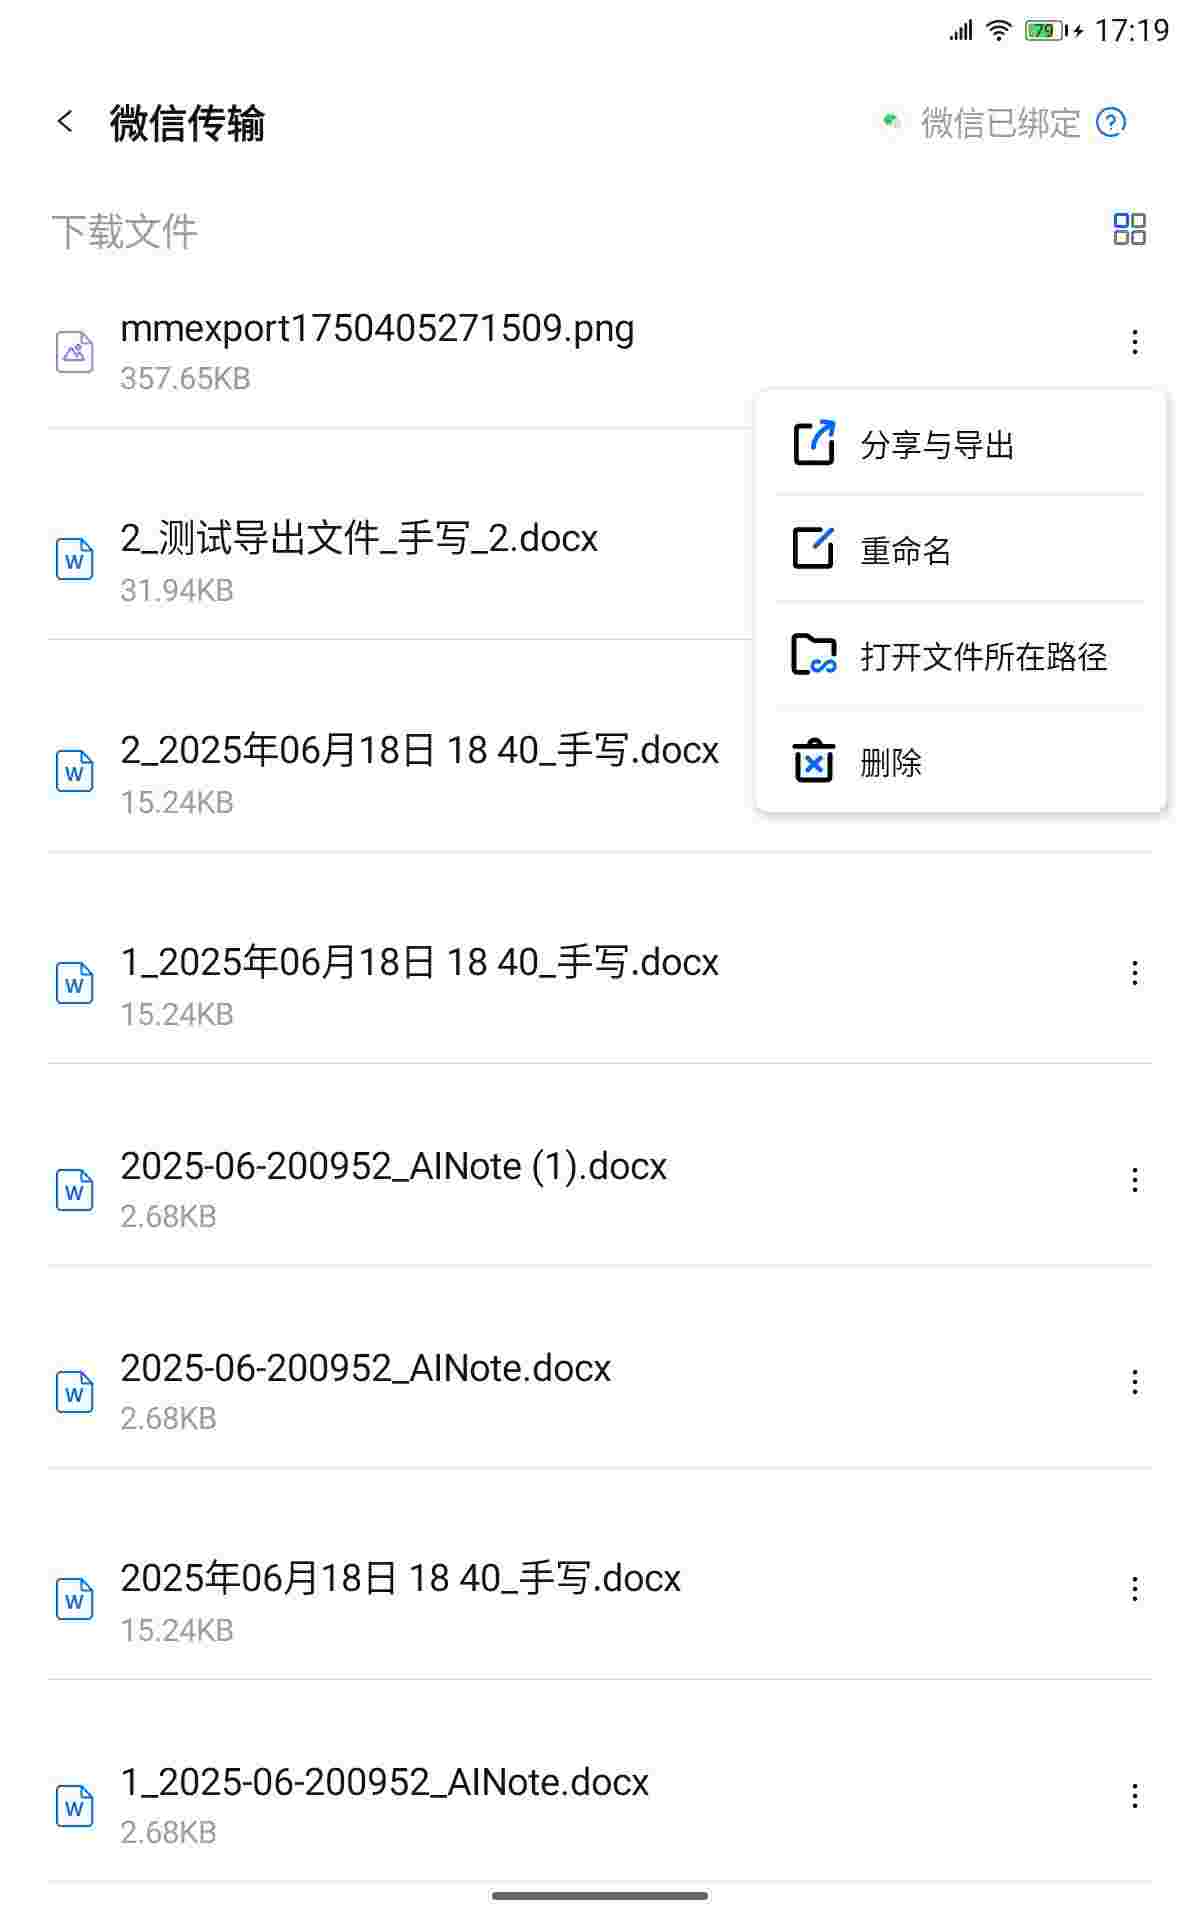 79 17:19
微信传输
微信已绑定
下载文件
mmexport1750405271509.png
357.65KB
分享与导出
重命名
打开文件所在路径
删除
2_测试导出文件_手写_2.docx
31.94KB
2_2025年06月18日 18 40_手写.docx
15.24KB
1_2025年06月18日 18 40_手写.docx
15.24KB
2025-06-200952_AINote (1).docx
2.68KB
2025-06-200952_AINote.docx
2.68KB
2025年06月18日 18 40_手写.docx
15.24KB
1_2025-06-200952_AINote.docx
2.68KB